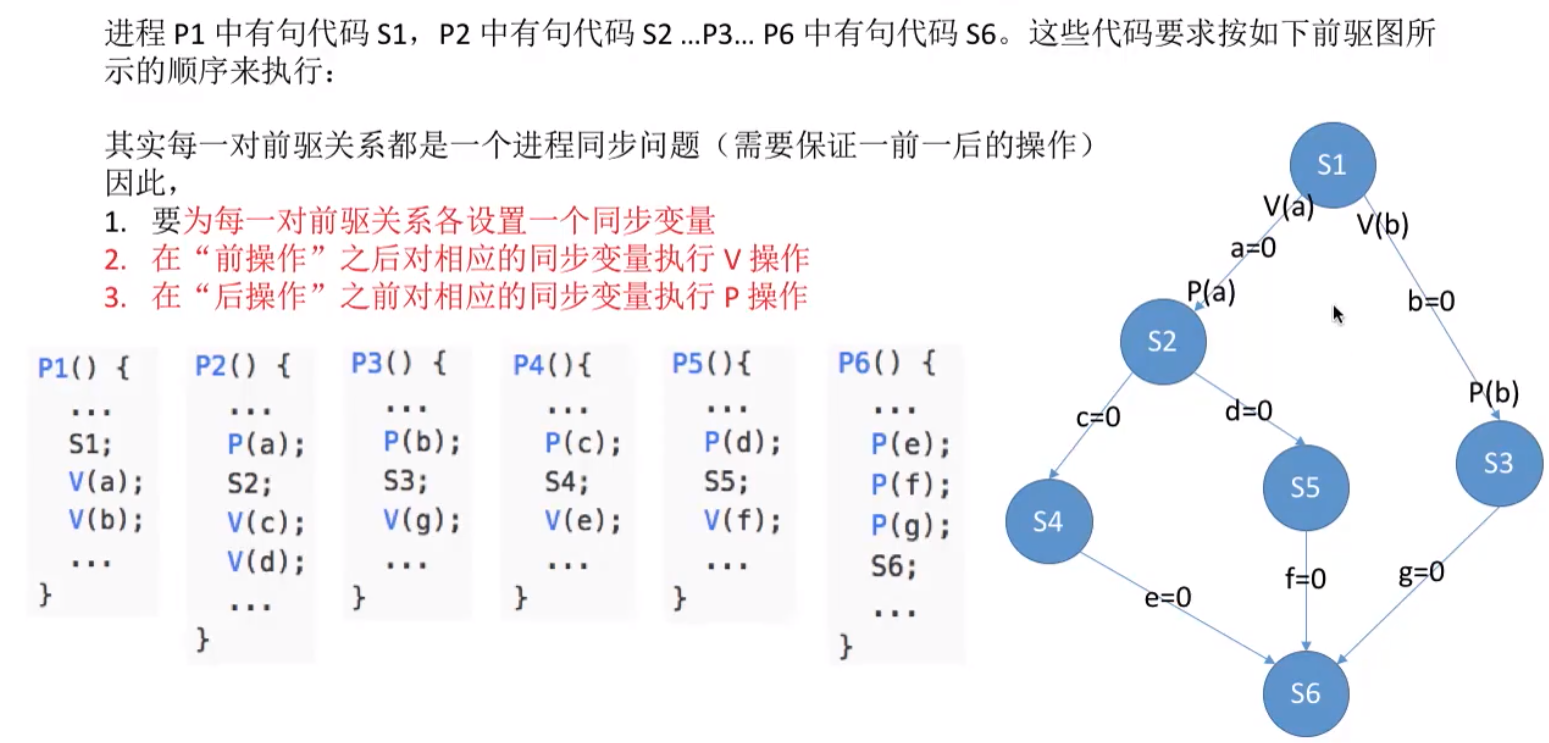 进程 P1 中有句代码 S1，P2 中有句代码 S2 ...P3... P6 中有句代码 S6。这些代码要求按如下前驱图所
示的顺序来执行：
其实每一对前驱关系都是一个进程同步问题（需要保证一前一后的操作）
因此，
1. 要为每一对前驱关系各设置一个同步变量
2. 在“前操作”之后对相应的同步变量执行 V 操作
3. 在“后操作”之前对相应的同步变量执行 P 操作
P1() {
...
S1;
V(a);
V(b);
...
}
P2() {
...
P(a);
S2;
V(c);
V(d);
...
}
P3() {
...
P(b);
S3;
V(g);
...
}
P4(){
...
P(c);
S4;
V(e);
...
}
P5(){
...
P(d);
S5;
V(f);
...
}
P6() {
...
P(e);
P(f);
P(g);
S6;
...
}
S1
V(a)
V(b)
a=0
P(a)
b=0
S2
P(b)
c=0
d=0
S3
S5
S4
f=0
g=0
e=0
S6